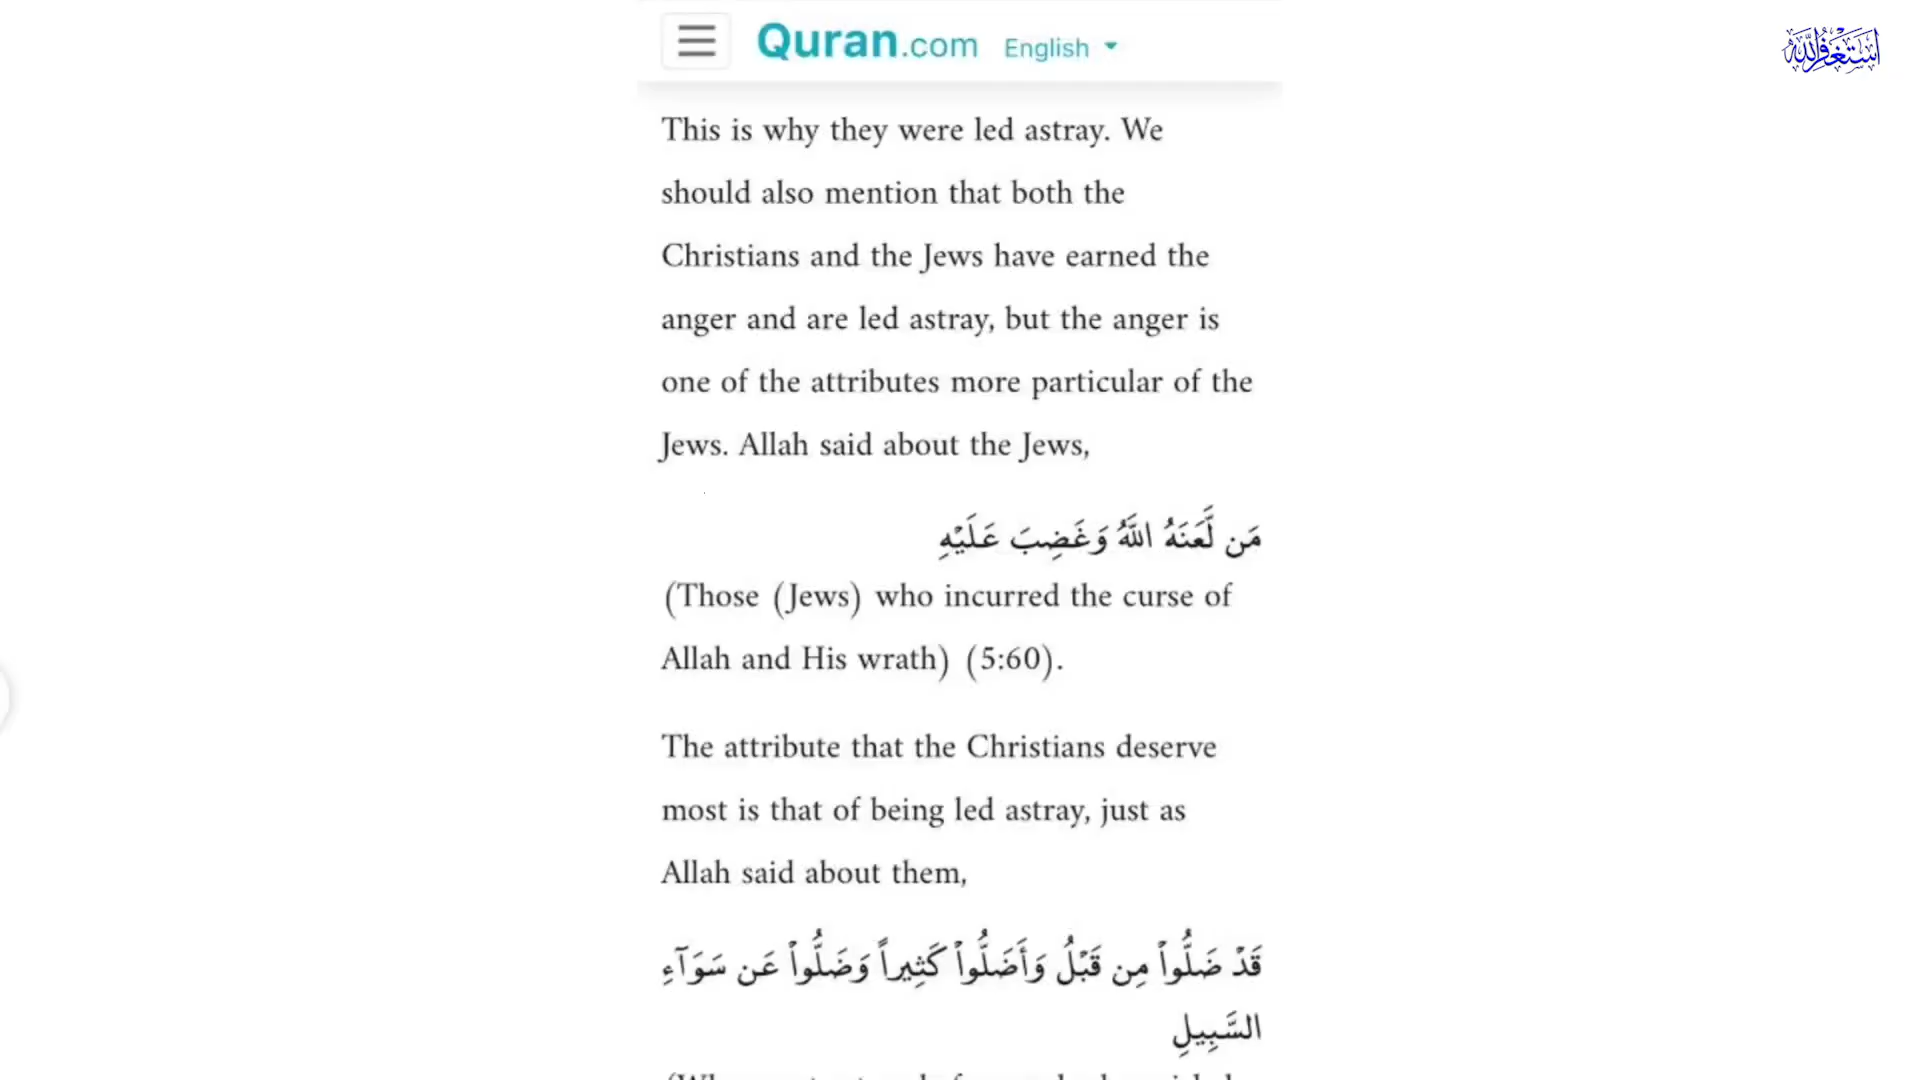 Quran.com English
أستغفر الله
This is why they were led astray. We
should also mention that both the
Christians and the Jews have earned the
anger and are led astray, but the anger is
one of the attributes more particular of the
Jews. Allah said about the Jews,
مَن لَّعَنَهُ اللَّهُ وَغَضِبَ عَلَيْهِ
(Those (Jews) who incurred the curse of
Allah and His wrath) (5:60).
The attribute that the Christians deserve
most is that of being led astray, just as
Allah said about them,
قَدْ ضَلُّواْ مِن قَبْلُ وَأَضَلُّواْ كَثِيراً وَضَلُّواْ عَن سَوَآءِ
السَّبِيلِ